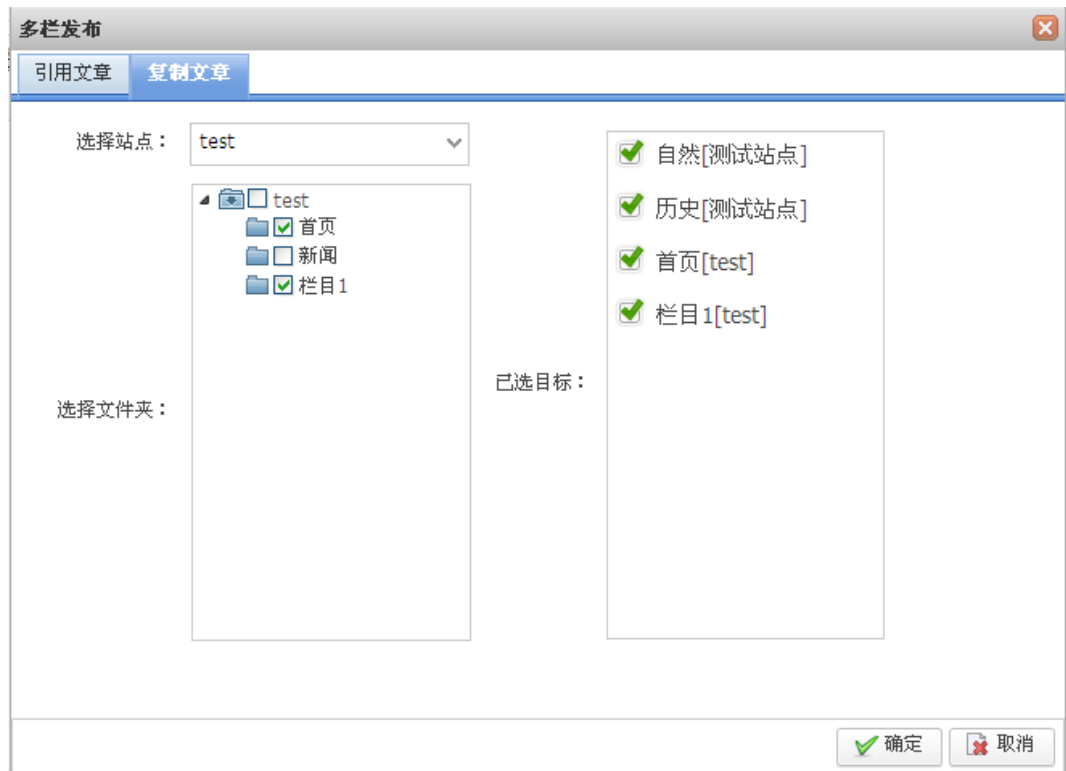 多栏发布
引用文章
复制文章
选择站点：
test
test
首页
新闻
栏目1
选择文件夹：
已选目标：
自然[测试站点]
历史[测试站点]
首页[test]
栏目1[test]
确定
取消